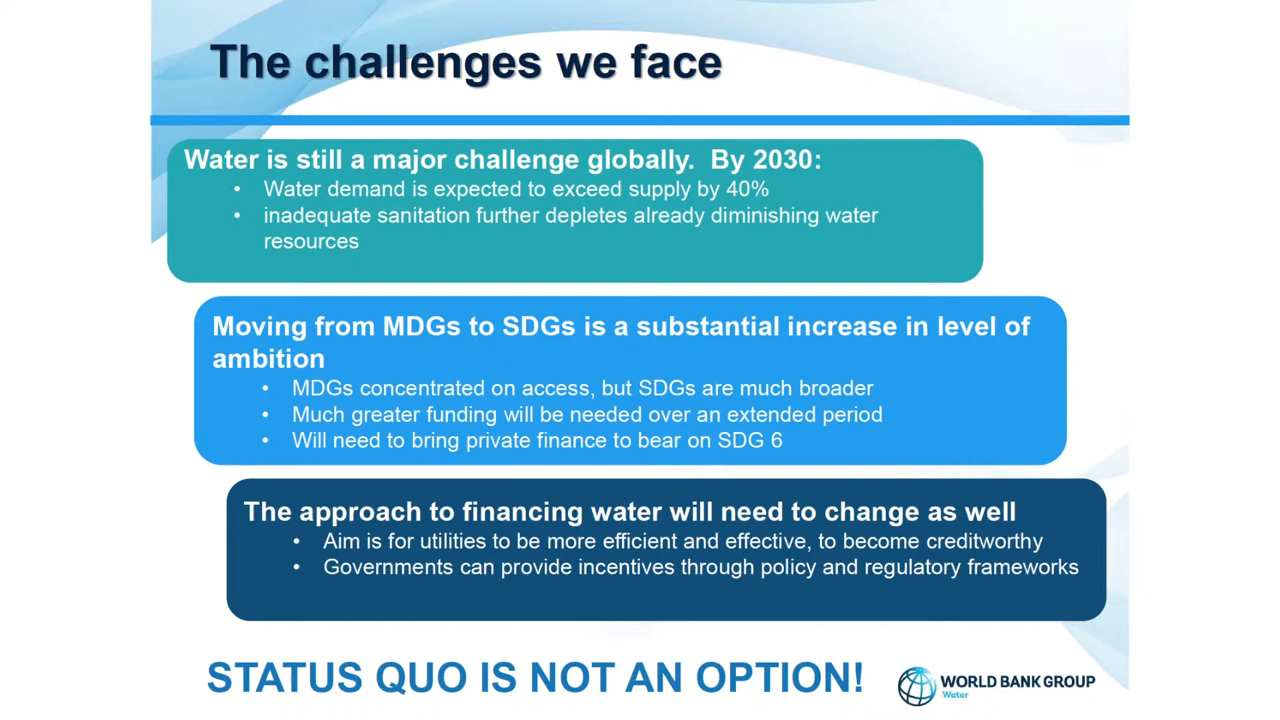 The challenges we face
Water is still a major challenge globally.  By 2030:
• Water demand is expected to exceed supply by 40%
• inadequate sanitation further depletes already diminishing water
resources
Moving from MDGs to SDGs is a substantial increase in level of
ambition
• MDGs concentrated on access, but SDGs are much broader
• Much greater funding will be needed over an extended period
• Will need to bring private finance to bear on SDG 6
The approach to financing water will need to change as well
• Aim is for utilities to be more efficient and effective, to become creditworthy
• Governments can provide incentives through policy and regulatory frameworks
STATUS QUO IS NOT AN OPTION!
WORLD BANK GROUP
Water